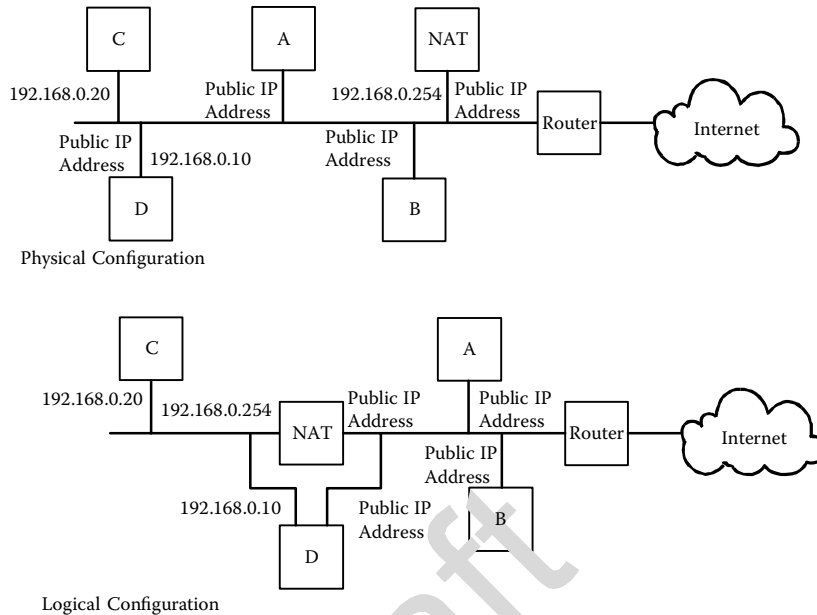 C
A
NAT
192.168.0.20
Public IP
Address
192.168.0.254
Public IP
Address
Router
Internet
Public IP
Address
192.168.0.10
Public IP
Address
D
B
Physical Configuration
C
A
192.168.0.20
192.168.0.254
NAT
Public IP
Address
Public IP
Address
Router
Internet
Public IP
Address
192.168.0.10
Public IP
Address
D
B
Logical Configuration